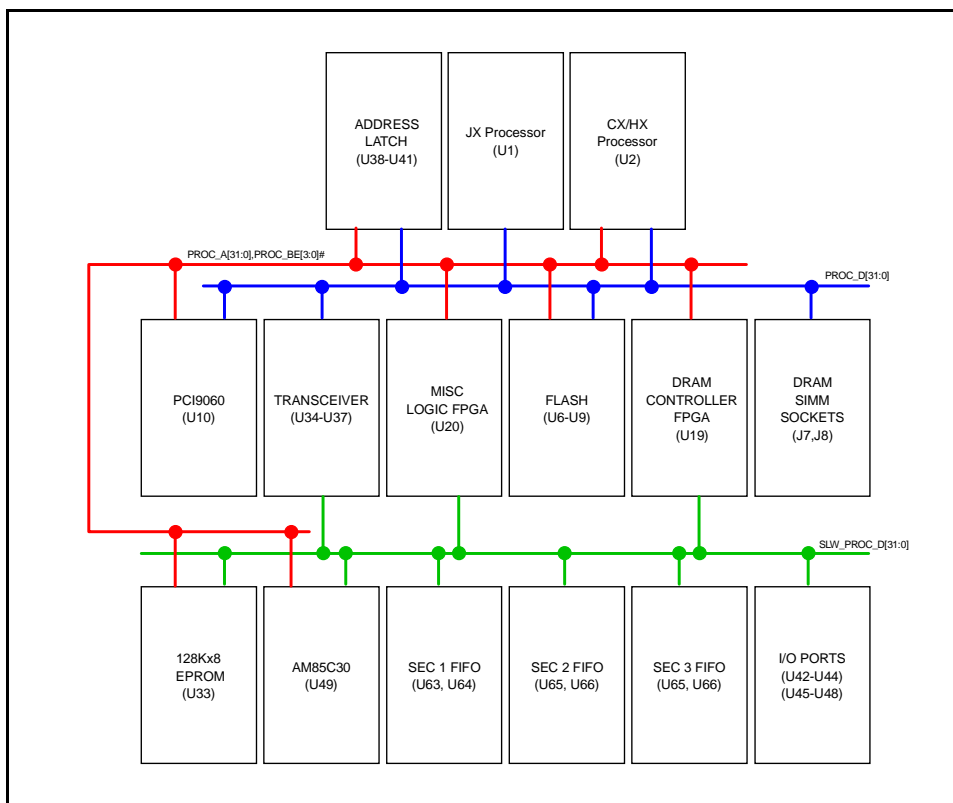 ADDRESS
LATCH
(U38-U41)
JX Processor
(U1)
CX/HX
Processor
(U2)
PROC_A[31:0],PROC_BE[3:0]#
PROC_D[31:0]
PCI9060
(U10)
TRANSCEIVER
(U34-U37)
MISC
LOGIC FPGA
(U20)
FLASH
(U6-U9)
DRAM
CONTROLLER
FPGA
(U19)
DRAM
SIMM
SOCKETS
(J7,J8)
SLW_PROC_D[31:0]
128Kx8
EPROM
(U33)
AM85C30
(U49)
SEC 1 FIFO
(U63, U64)
SEC 2 FIFO
(U65, U66)
SEC 3 FIFO
(U65, U66)
I/O PORTS
(U42-U44)
(U45-U48)